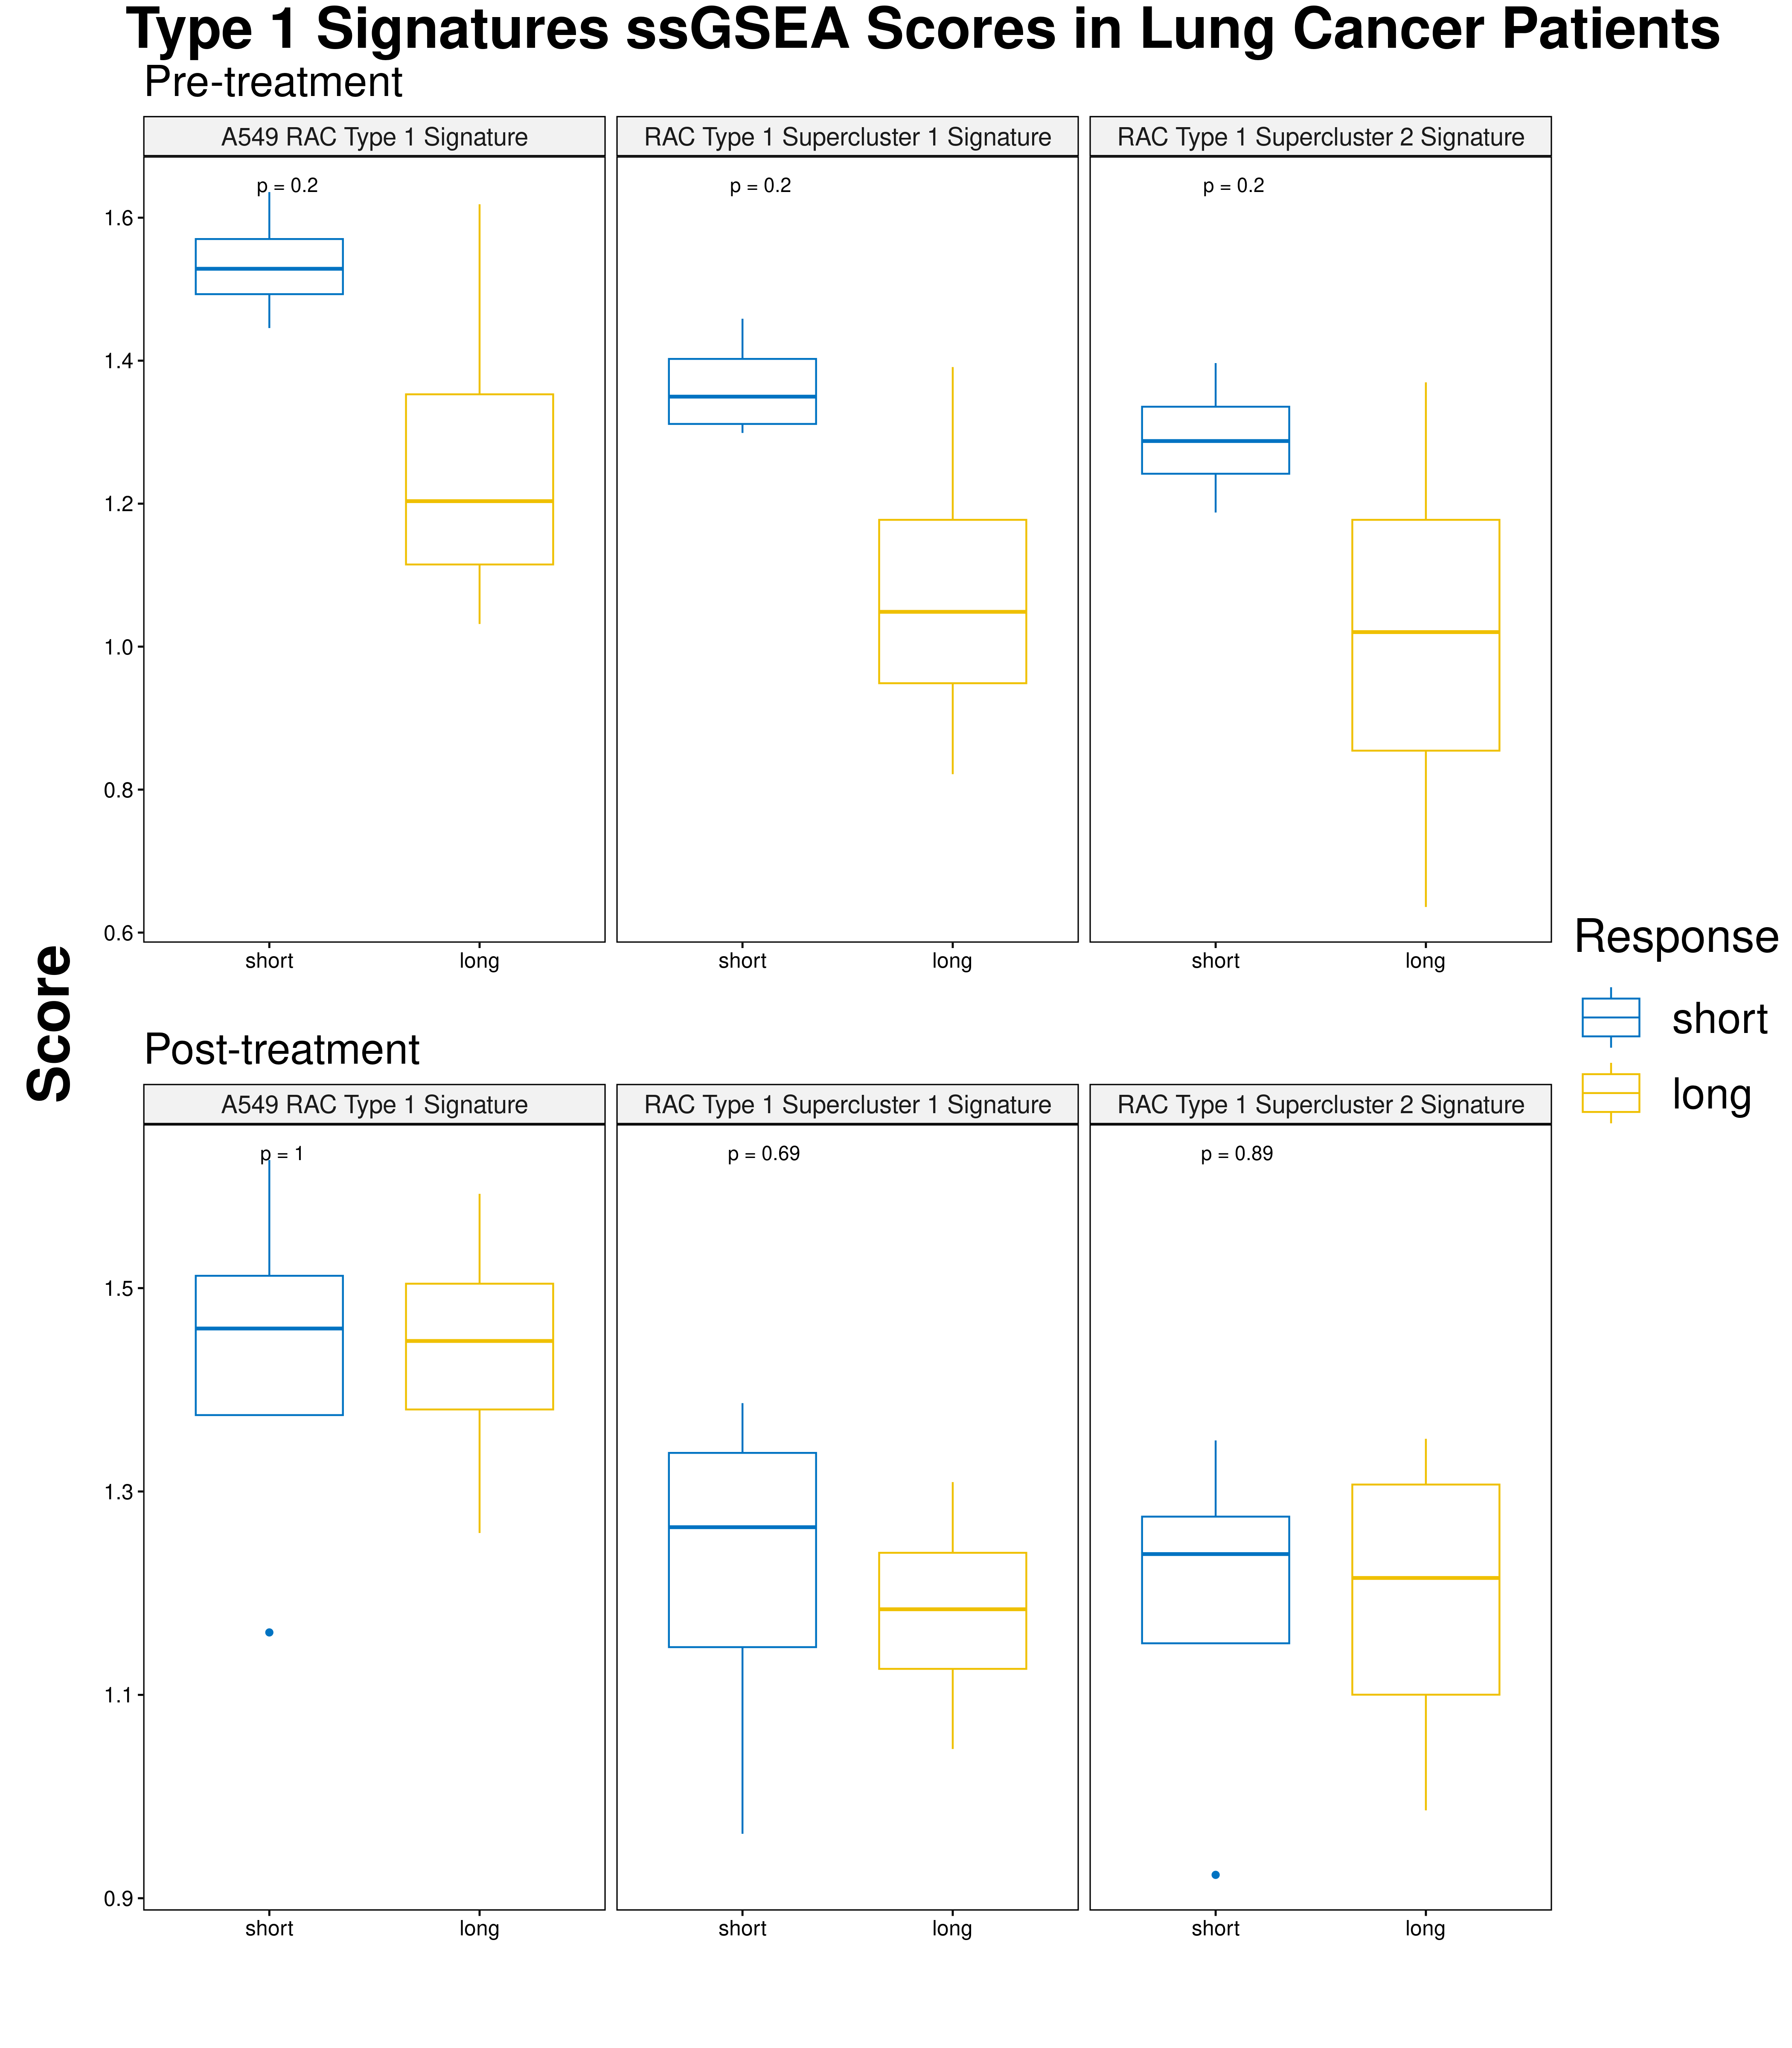 Type 1 Signatures ssGSEA Scores in Lung Cancer Patients
Pre-treatment
A549 RAC Type 1 Signature
RAC Type 1 Supercluster 1 Signature
RAC Type 1 Supercluster 2 Signature
p = 0.2
p = 0.2
p = 0.2
1.6
1.4
1.2
1.0
0.8
0.6
short
long
short
long
short
long
Score
Response
short
long
Post-treatment
A549 RAC Type 1 Signature
RAC Type 1 Supercluster 1 Signature
RAC Type 1 Supercluster 2 Signature
p = 1
p = 0.69
p = 0.89
1.5
1.3
1.1
0.9
short
long
short
long
short
long